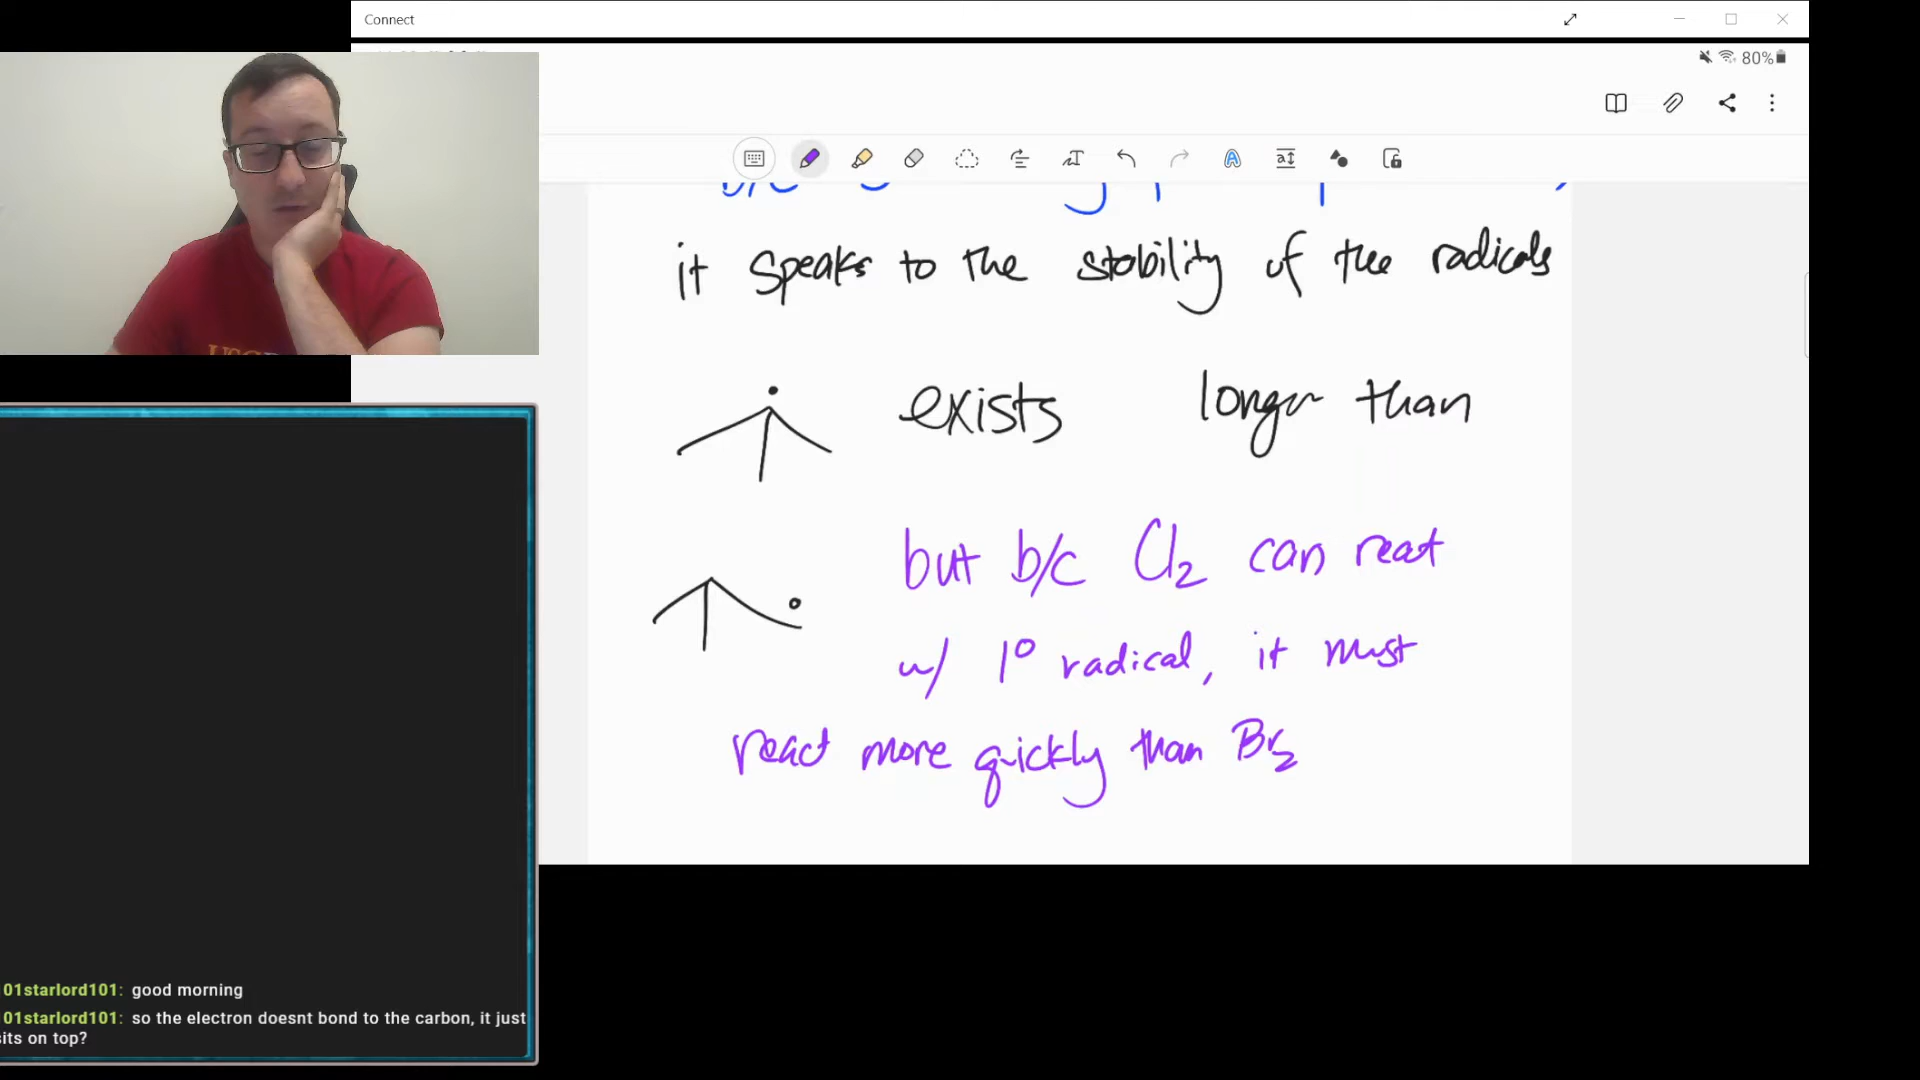 Connect
80%
it speaks to the stability of the radicals
exists longer than
but b/c Cl₂ can reat
w/ 1° radical, it must
react more quickly than Br₂
01starlord101: good morning
01starlord101: so the electron doesnt bond to the carbon, it just
sits on top?